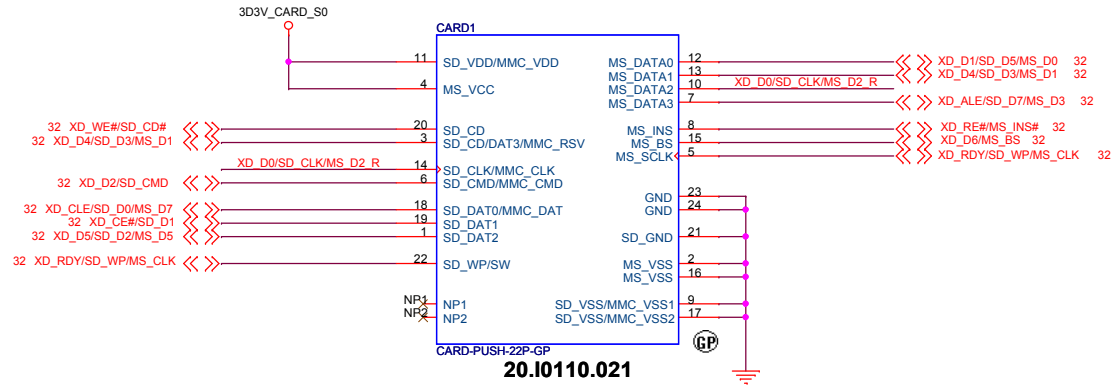 3D3V_CARD_S0
CARD1
11 SD_VDD/MMC_VDD
4 MS_VCC
32 XD_WE#/SD_CD# 20 SD_CD
32 XD_D4/SD_D3/MS_D1 3 SD_CD/DAT3/MMC_RSV
XD_D0/SD_CLK/MS_D2_R 14 SD_CLK/MMC_CLK
32 XD_D2/SD_CMD 6 SD_CMD/MMC_CMD
32 XD_CLE/SD_D0/MS_D7 18 SD_DAT0/MMC_DAT
32 XD_CE#/SD_D1 19 SD_DAT1
32 XD_D5/SD_D2/MS_D5 1 SD_DAT2
32 XD_RDY/SD_WP/MS_CLK 22 SD_WP/SW
NP1 NP1
NP2 NP2
MS_DATA0 12 XD_D1/SD_D5/MS_D0 32
MS_DATA1 13 XD_D4/SD_D3/MS_D1 32
MS_DATA2 10 XD_D0/SD_CLK/MS_D2_R
MS_DATA3 7 XD_ALE/SD_D7/MS_D3 32
MS_INS 8 XD_RE#/MS_INS# 32
MS_BS 15 XD_D6/MS_BS 32
MS_SCLK 5 XD_RDY/SD_WP/MS_CLK 32
GND 23
GND 24
SD_GND 21
MS_VSS 2
MS_VSS 16
SD_VSS/MMC_VSS1 9
SD_VSS/MMC_VSS2 17
GP
CARD-PUSH-22P-GP
20.I0110.021